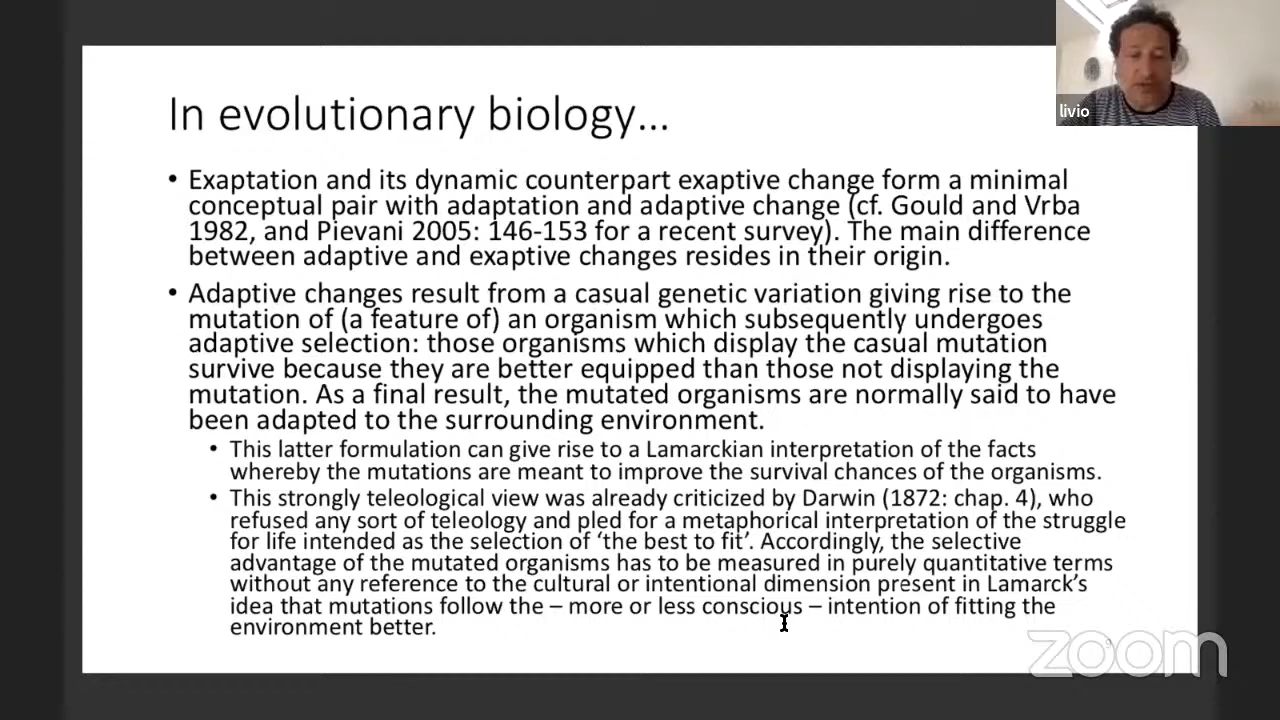 In evolutionary biology...
• Exaptation and its dynamic counterpart exaptive change form a minimal
conceptual pair with adaptation and adaptive change (cf. Gould and Vrba
1982, and Pievani 2005: 146-153 for a recent survey). The main difference
between adaptive and exaptive changes resides in their origin.
• Adaptive changes result from a casual genetic variation giving rise to the
mutation of (a feature of) an organism which subsequently undergoes
adaptive selection: those organisms which display the casual mutation
survive because they are better equipped than those not displaying the
mutation. As a final result, the mutated organisms are normally said to have
been adapted to the surrounding environment.
• This latter formulation can give rise to a Lamarckian interpretation of the facts
whereby the mutations are meant to improve the survival chances of the organisms.
• This strongly teleological view was already criticized by Darwin (1872: chap. 4), who
refused any sort of teleology and pled for a metaphorical interpretation of the struggle
for life intended as the selection of ‘the best to fit’. Accordingly, the selective
advantage of the mutated organisms has to be measured in purely quantitative terms
without any reference to the cultural or intentional dimension present in Lamarck’s
idea that mutations follow the – more or less conscious – intention of fitting the
environment better.
livio
zoom